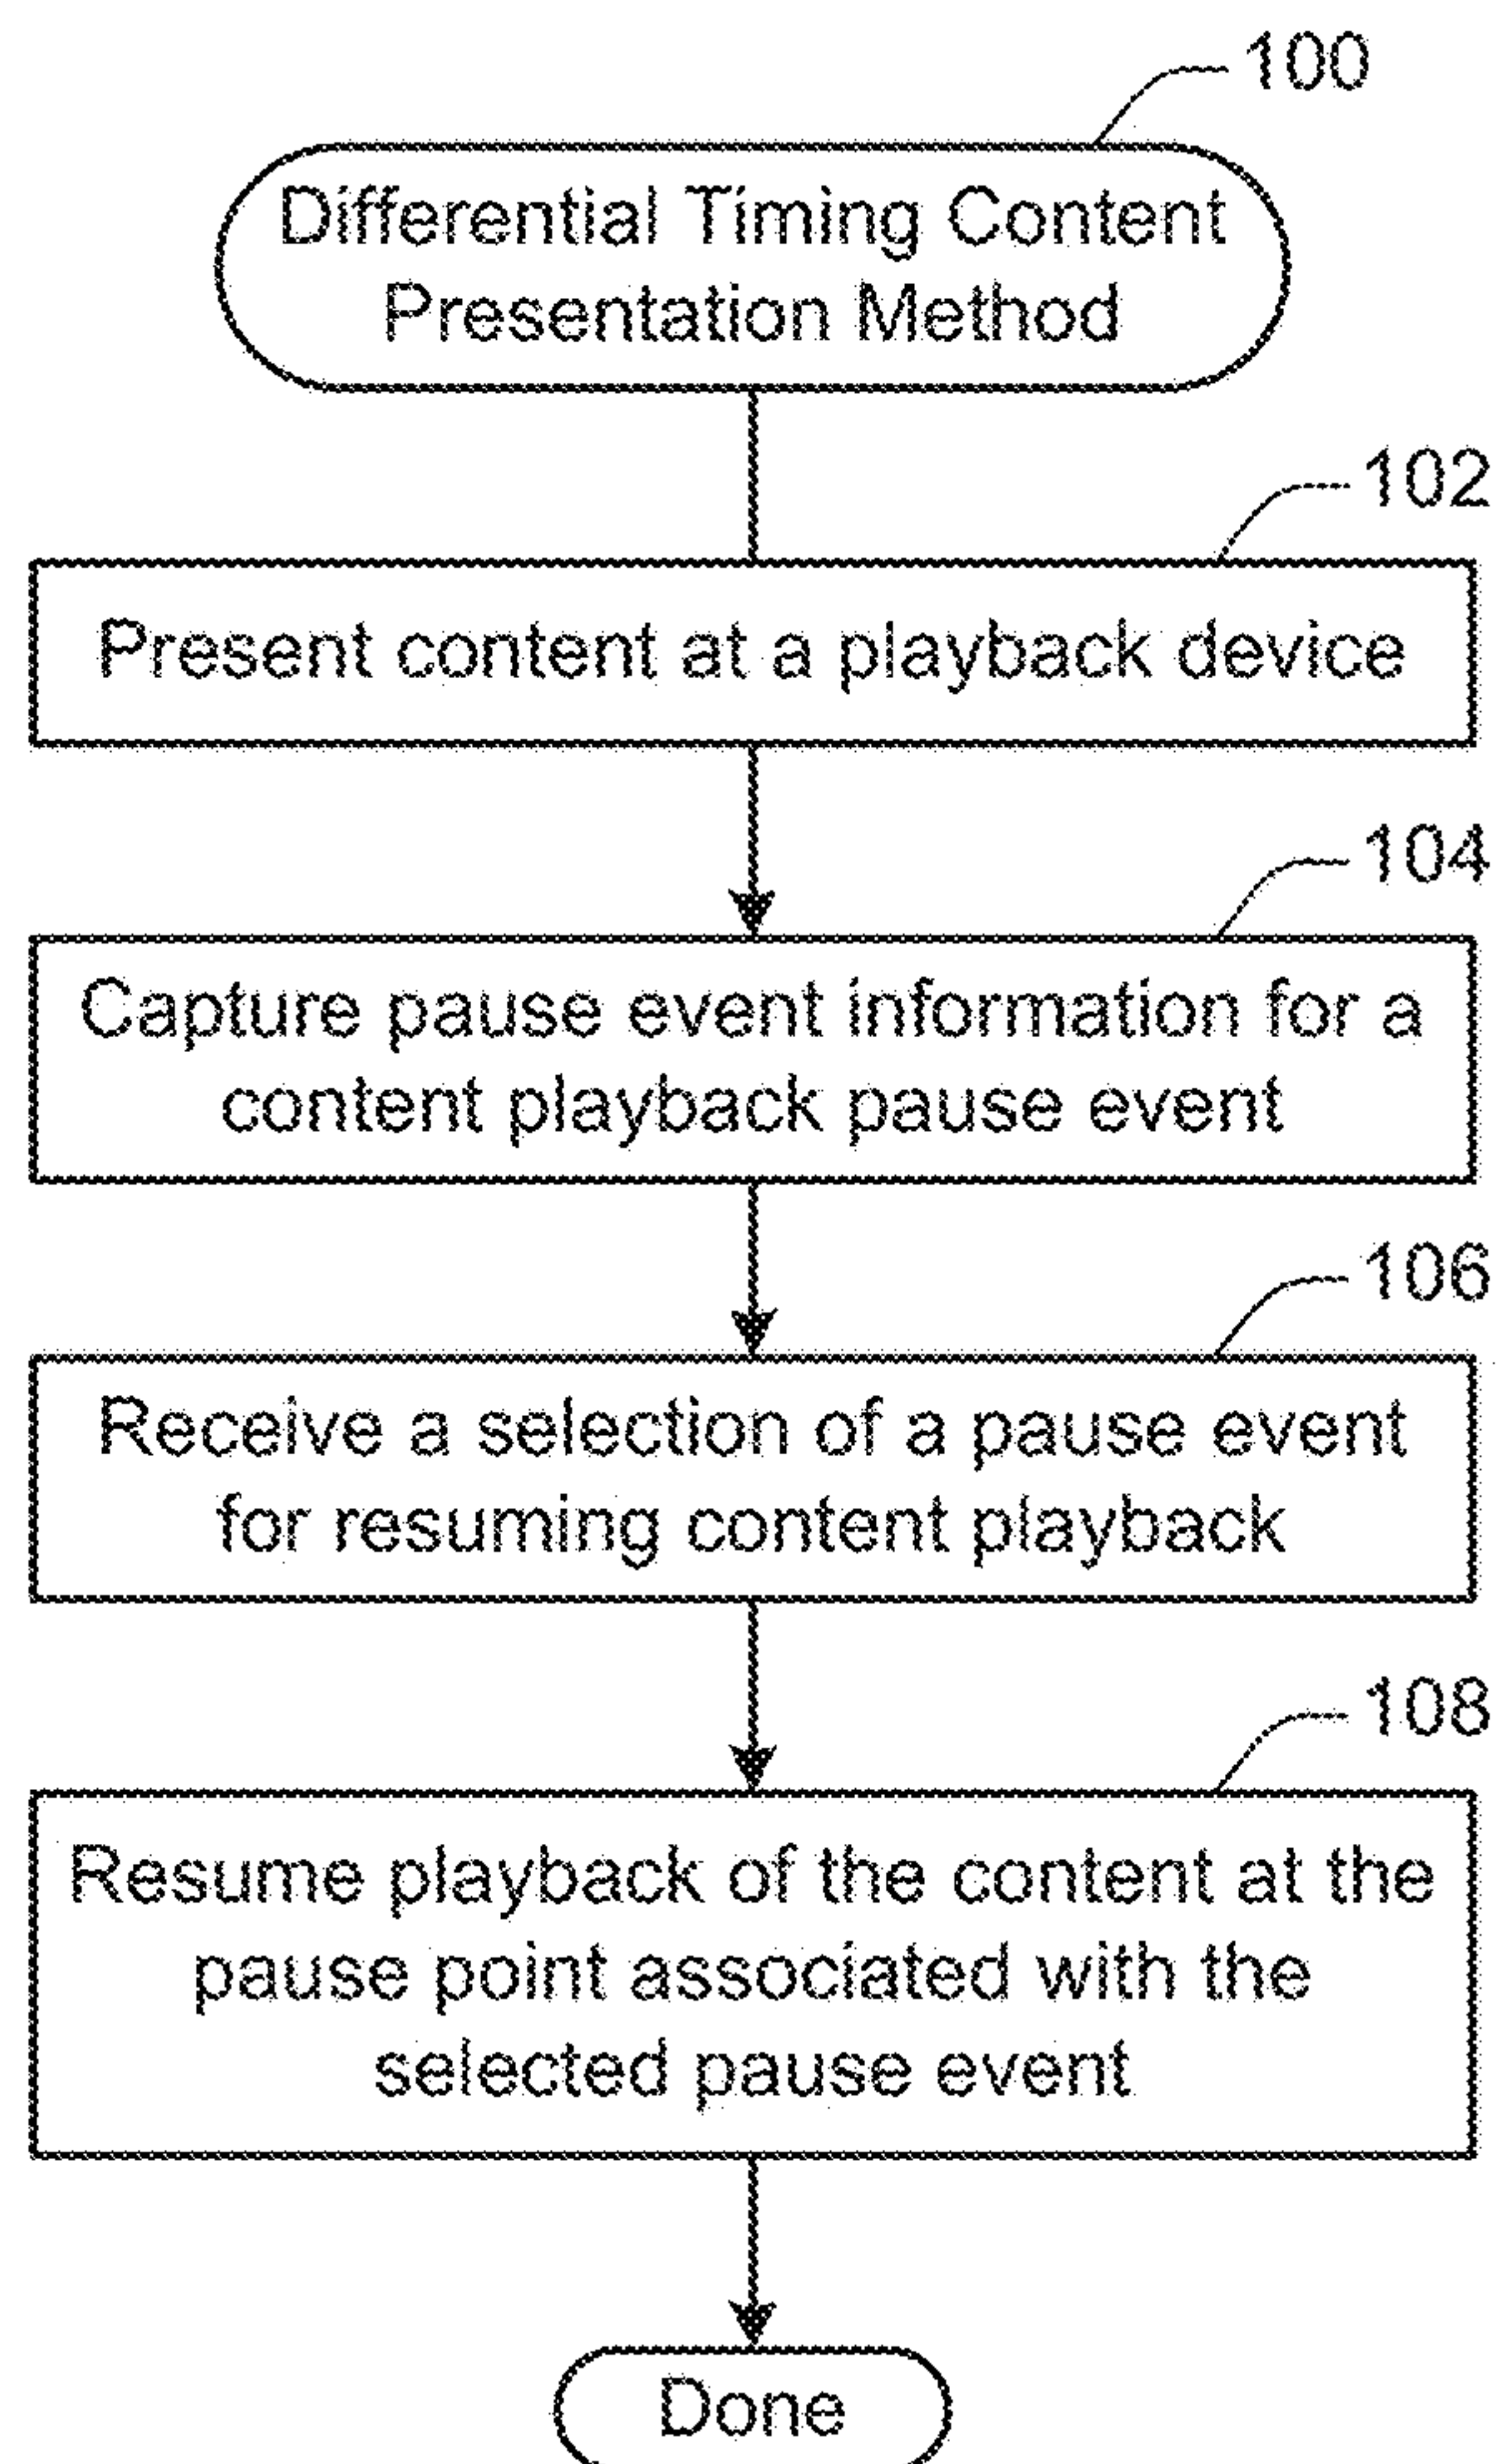 100
Differential Timing Content
Presentation Method
102
Present content at a playback device
104
Capture pause event information for a
content playback pause event
106
Receive a selection of a pause event
for resuming content playback
108
Resume playback of the content at the
pause point associated with the
selected pause event
Done